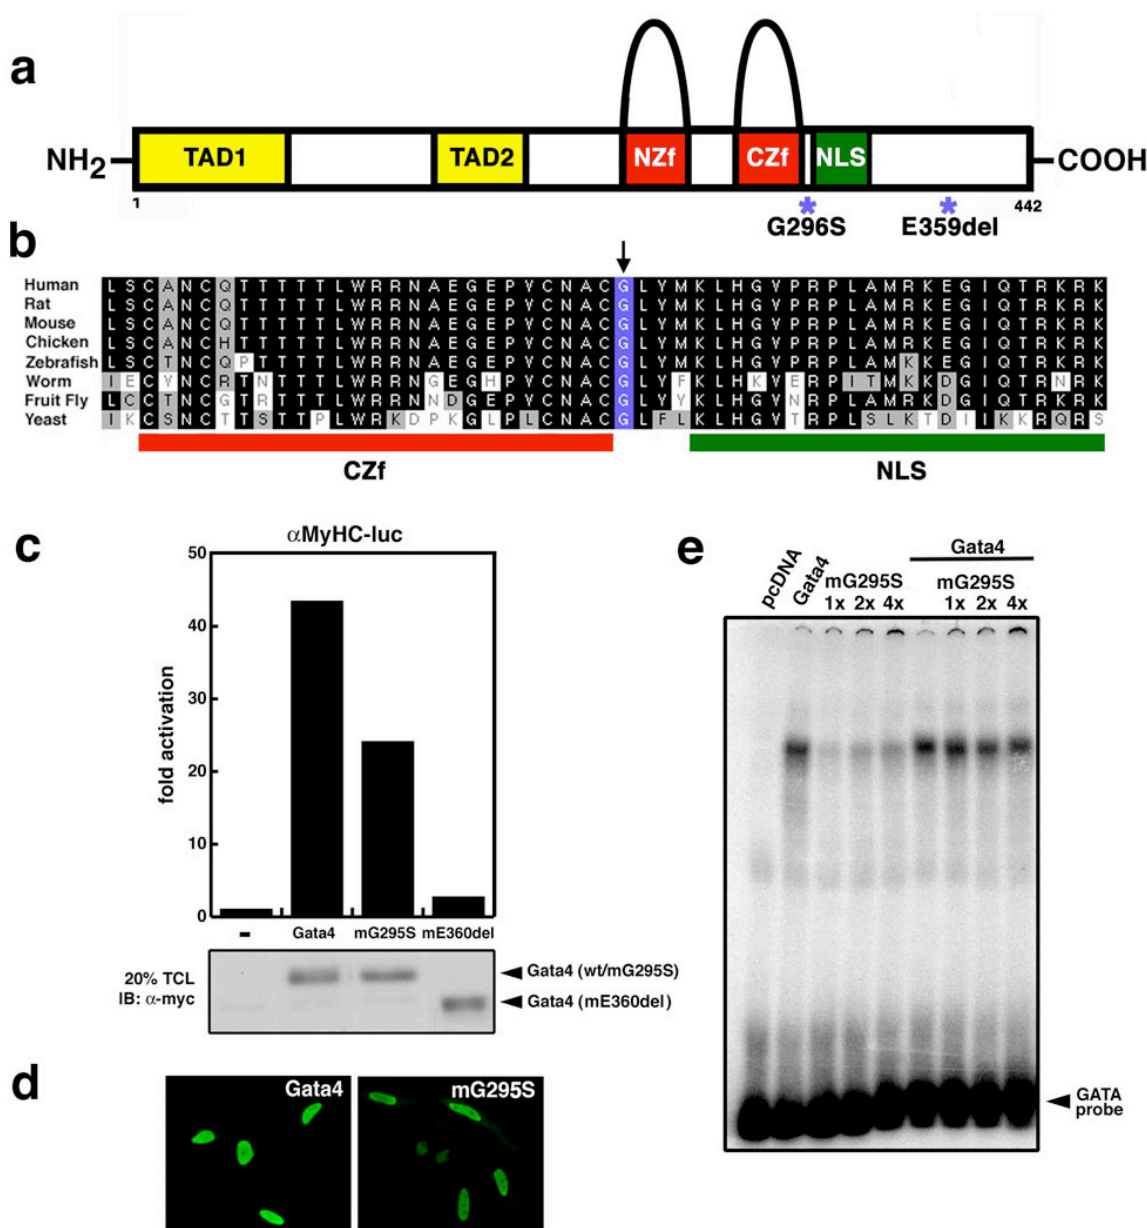 a
NH2 TAD1 TAD2 NZf CZf NLS COOH
1 * * 442
G296S E359del
b
Human L S C A N C Q T T T T T L W R R N A E G E P V C N A C G L Y M K L H G V P R P L A M R K E G I Q T R K R K
Rat L S C A N C Q T T T T T L W R R N A E G E P V C N A C G L Y M K L H G V P R P L A M R K E G I Q T R K R K
Mouse L S C A N C Q T T T T T L W R R N A E G E P V C N A C G L Y M K L H G V P R P L A M R K E G I Q T R K R K
Chicken L S C A N C H T T T T T L W R R N A E G E P V C N A C G L Y M K L H G V P R P L A M R K E G I Q T R K R K
Zebrafish L S C T N C Q P T T T T L W R R N A E G E P V C N A C G L Y M K L H G V P R P L A M K K E G I Q T R K R K
Worm I E C V N C R T N T T T L W R R N G E G H P V C N A C G L Y F K L H K V E R P I T M K K D G I Q T R N R K
Fruit Fly L C C T N C G T R T T T L W R R N N D G E P V C N A C G L Y Y K L H G V N R P L A M R K D G I Q T R K R K
Yeast I K C S N C T T S T T P L W R K D P K G L P L C N A C G L F L K L H G V T R P L S L K T D I I K K R Q R S
CZf NLS
c
αMyHC-luc
fold activation
50
40
30
20
10
0
- Gata4 mG295S mE360del
20% TCL
IB: α-myc
Gata4 (wt/mG295S)
Gata4 (mE360del)
d
Gata4 mG295S
e
Gata4
pcDNA Gata4 mG295S mG295S
1x 2x 4x 1x 2x 4x
GATA
probe